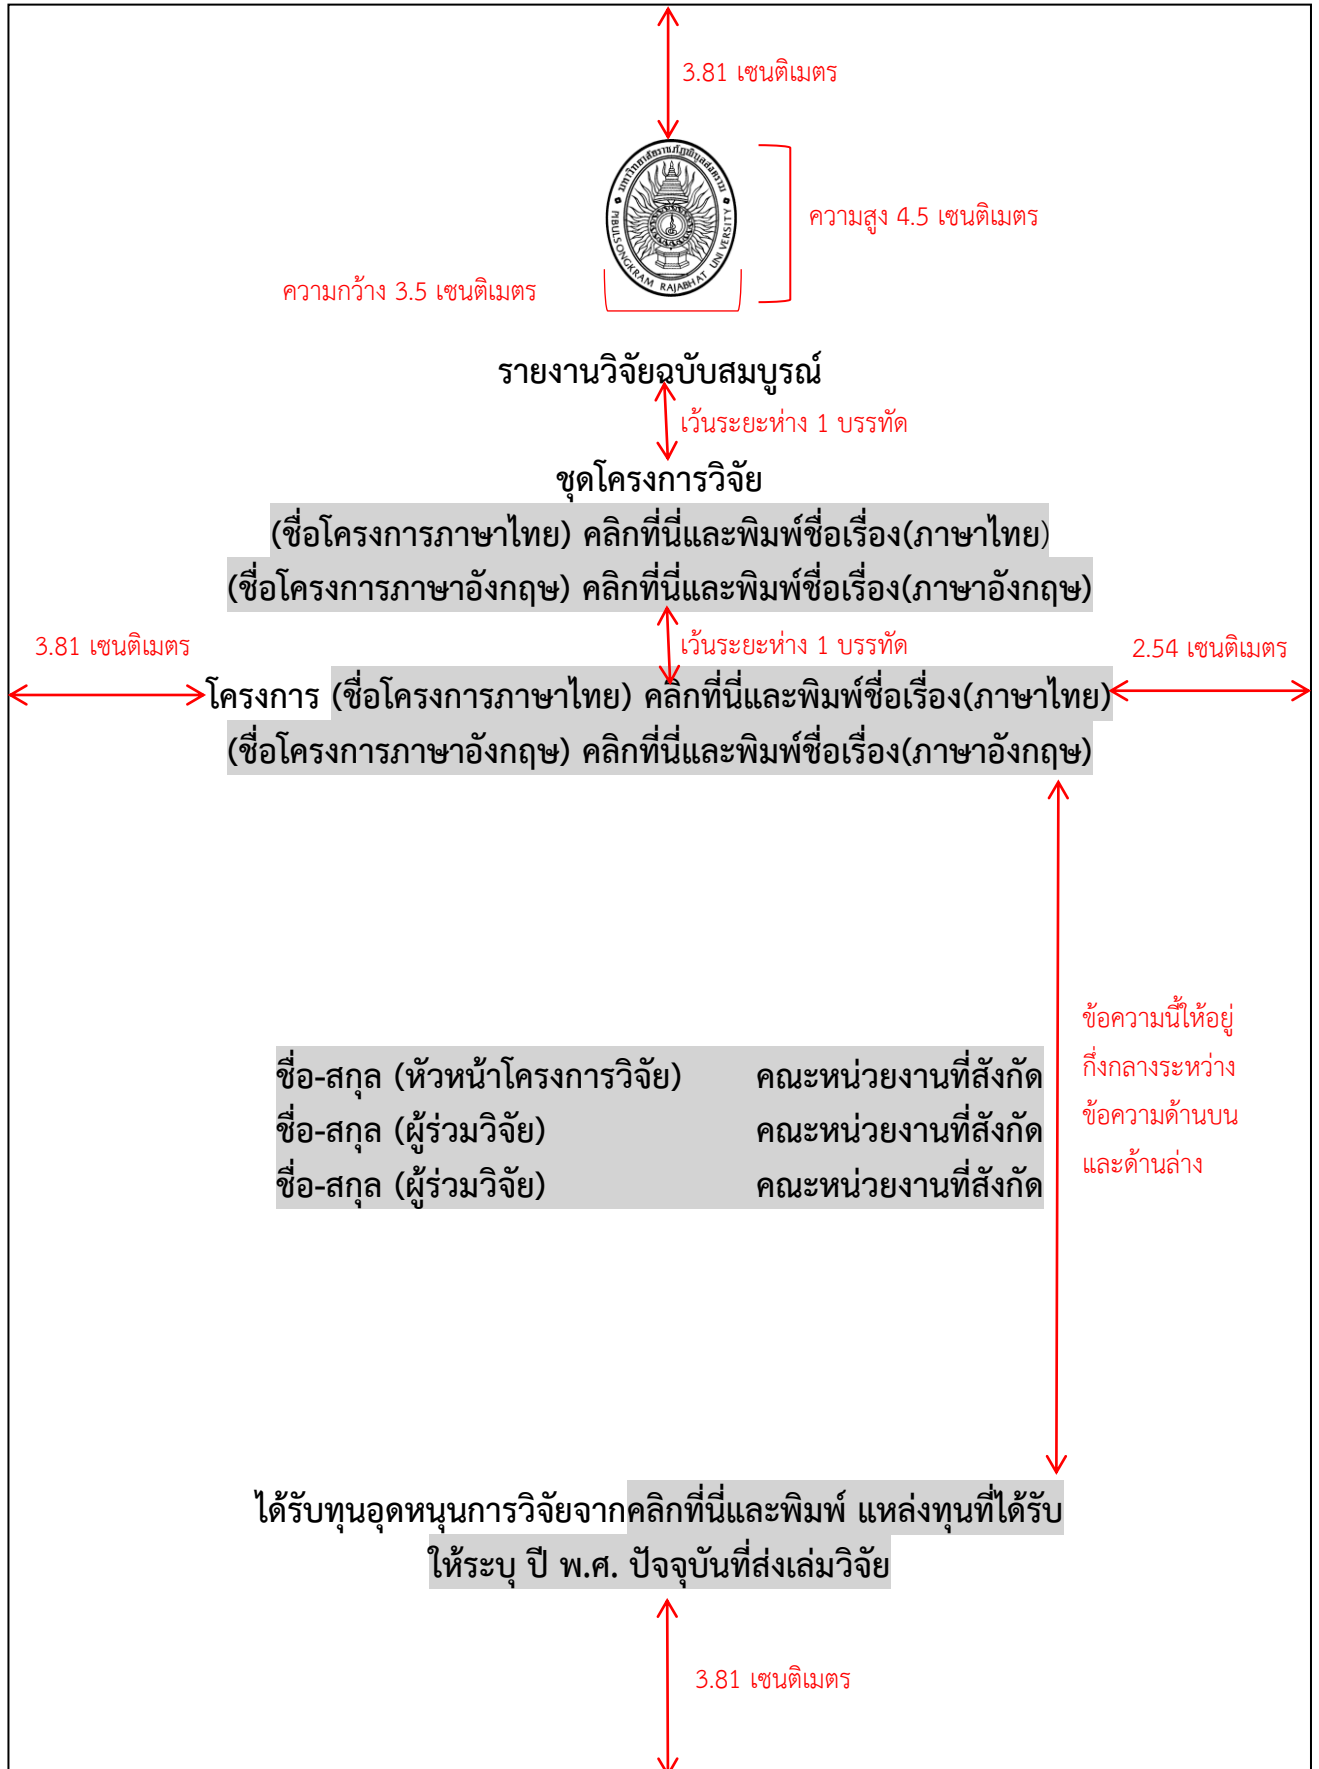 3.81 เซนติเมตร
มหาวิทยาลัยราชภัฏพิบูลสงคราม
PIBULSONGKRAM RAJABHAT UNIVERSITY
ความสูง 4.5 เซนติเมตร
ความกว้าง 3.5 เซนติเมตร
รายงานวิจัยฉบับสมบูรณ์
เว้นระยะห่าง 1 บรรทัด
ชุดโครงการวิจัย
(ชื่อโครงการภาษาไทย) คลิกที่นี่และพิมพ์ชื่อเรื่อง(ภาษาไทย)
(ชื่อโครงการภาษาอังกฤษ) คลิกที่นี่และพิมพ์ชื่อเรื่อง(ภาษาอังกฤษ)
3.81 เซนติเมตร
เว้นระยะห่าง 1 บรรทัด
2.54 เซนติเมตร
โครงการ (ชื่อโครงการภาษาไทย) คลิกที่นี่และพิมพ์ชื่อเรื่อง(ภาษาไทย)
(ชื่อโครงการภาษาอังกฤษ) คลิกที่นี่และพิมพ์ชื่อเรื่อง(ภาษาอังกฤษ)
ข้อความนี้ให้อยู่
กึ่งกลางระหว่าง
ข้อความด้านบน
และด้านล่าง
ชื่อ-สกุล (หัวหน้าโครงการวิจัย) คณะหน่วยงานที่สังกัด
ชื่อ-สกุล (ผู้ร่วมวิจัย) คณะหน่วยงานที่สังกัด
ชื่อ-สกุล (ผู้ร่วมวิจัย) คณะหน่วยงานที่สังกัด
ได้รับทุนอุดหนุนการวิจัยจากคลิกที่นี่และพิมพ์ แหล่งทุนที่ได้รับ
ให้ระบุ ปี พ.ศ. ปัจจุบันที่ส่งเล่มวิจัย
3.81 เซนติเมตร